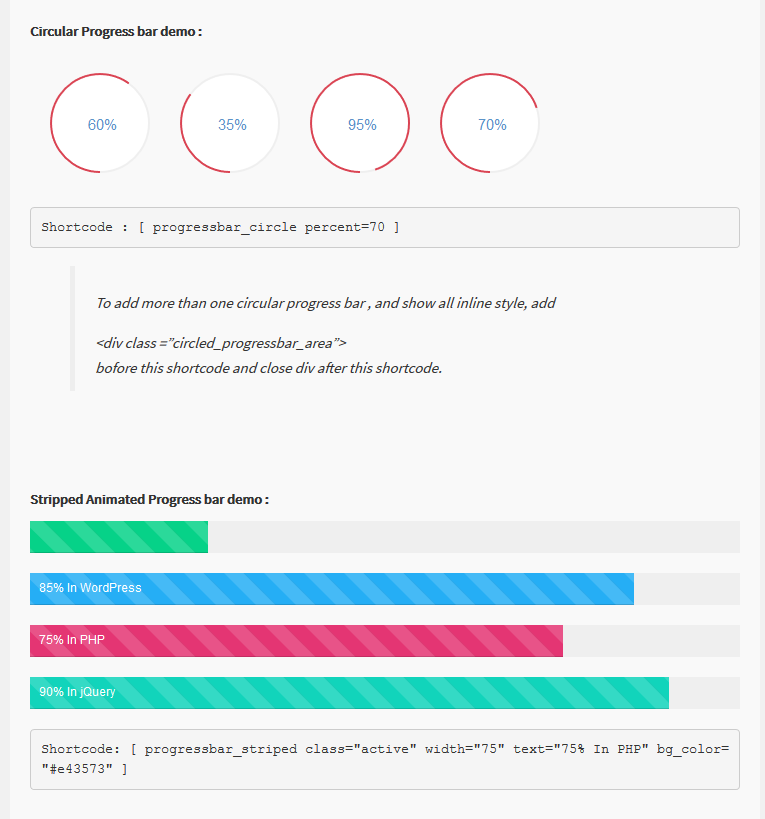 Circular Progress bar demo :
60%
35%
95%
70%
Shortcode : [ progressbar_circle percent=70 ]
To add more than one circular progress bar , and show all inline style, add
<div class =”circled_progressbar_area”>
bofore this shortcode and close div after this shortcode.
Stripped Animated Progress bar demo :
85% In WordPress
75% In PHP
90% In jQuery
Shortcode: [ progressbar_striped class="active" width="75" text="75% In PHP" bg_color=
"#e43573" ]